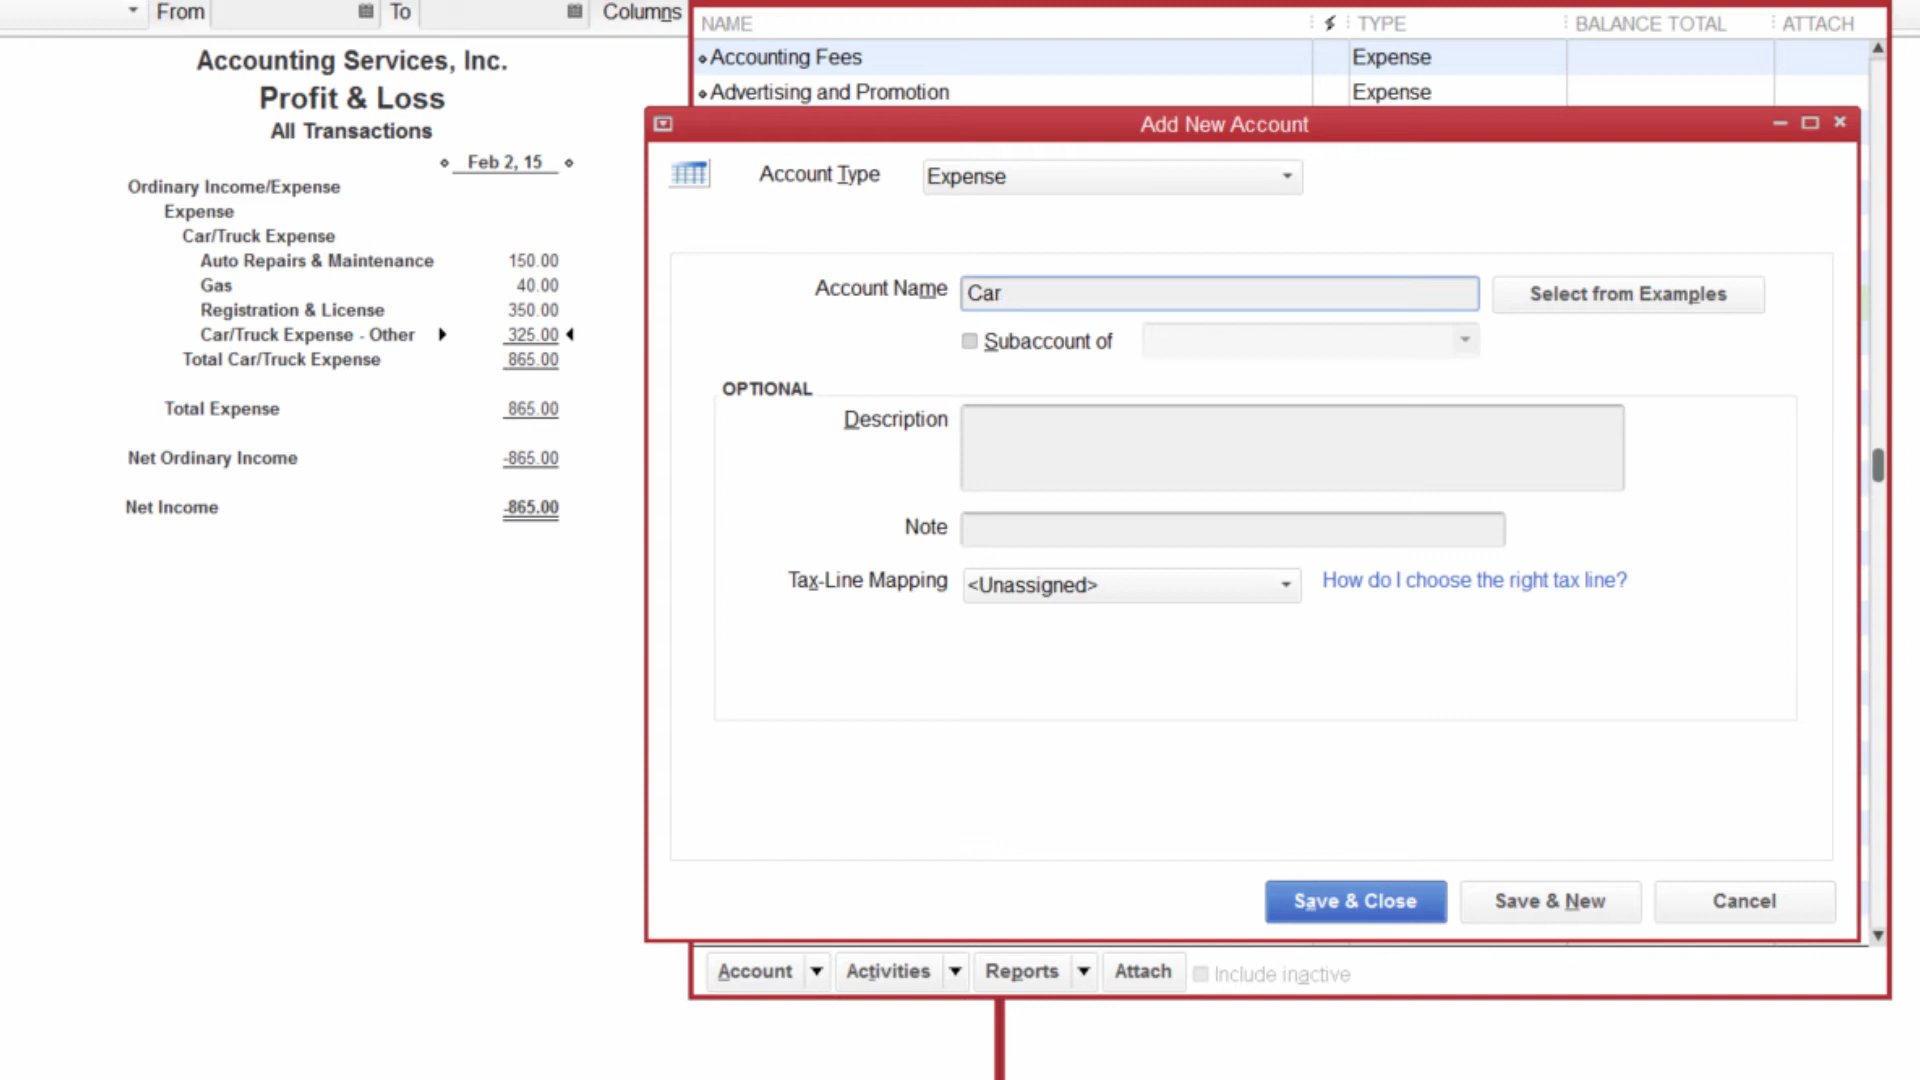 From To Columns
Accounting Services, Inc.
Profit & Loss
All Transactions
Feb 2, 15
Ordinary Income/Expense
Expense
Car/Truck Expense
Auto Repairs & Maintenance 150.00
Gas 40.00
Registration & License 350.00
Car/Truck Expense - Other 325.00
Total Car/Truck Expense 865.00
Total Expense 865.00
Net Ordinary Income -865.00
Net Income -865.00
NAME TYPE BALANCE TOTAL ATTACH
Accounting Fees Expense
Advertising and Promotion Expense
Add New Account
Account Type Expense
Account Name Car Select from Examples
Subaccount of
OPTIONAL
Description
Note
Tax-Line Mapping <Unassigned> How do I choose the right tax line?
Save & Close Save & New Cancel
Account Activities Reports Attach Include inactive